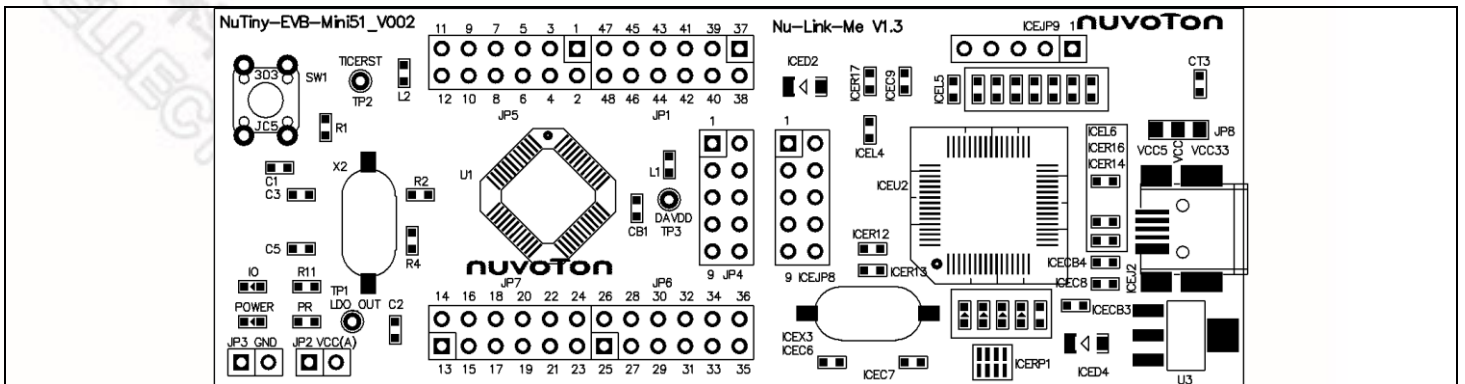 NuTiny-EVB-Mini51_V002
11 9 7 5 3 1 47 45 43 41 39 37
Nu-Link-Me V1.3
ICEJP9 1
nuvoTon
3D3
SW1
JC5
TICERST
TP2
L2
R1
12 10 8 6 4 2 48 46 44 42 40 38
JP5
JP1
ICED2
ICER17
ICEC9
ICEL5
CT3
ICEL4
ICEL6
ICER16
ICER14
JP8
VCC5 VCC VCC33
C1
X2
C3
R2
U1
L1
1
1
ICEU2
CB1
DAVDD
TP3
C5
R4
ICER12
ICER13
9 JP4
9 ICEJP8
ICECB4
ICEC8
ICEJ2
nuvoTon
IO
R11
TP1
LDO_OUT
C2
POWER
PR
JP7
JP6
14 16 18 20 22 24 26 28 30 32 34 36
ICECB3
JP3 GND
JP2 VCC(A)
13 15 17 19 21 23 25 27 29 31 33 35
ICEX3
ICEC6
ICEC7
ICERP1
ICED4
U3